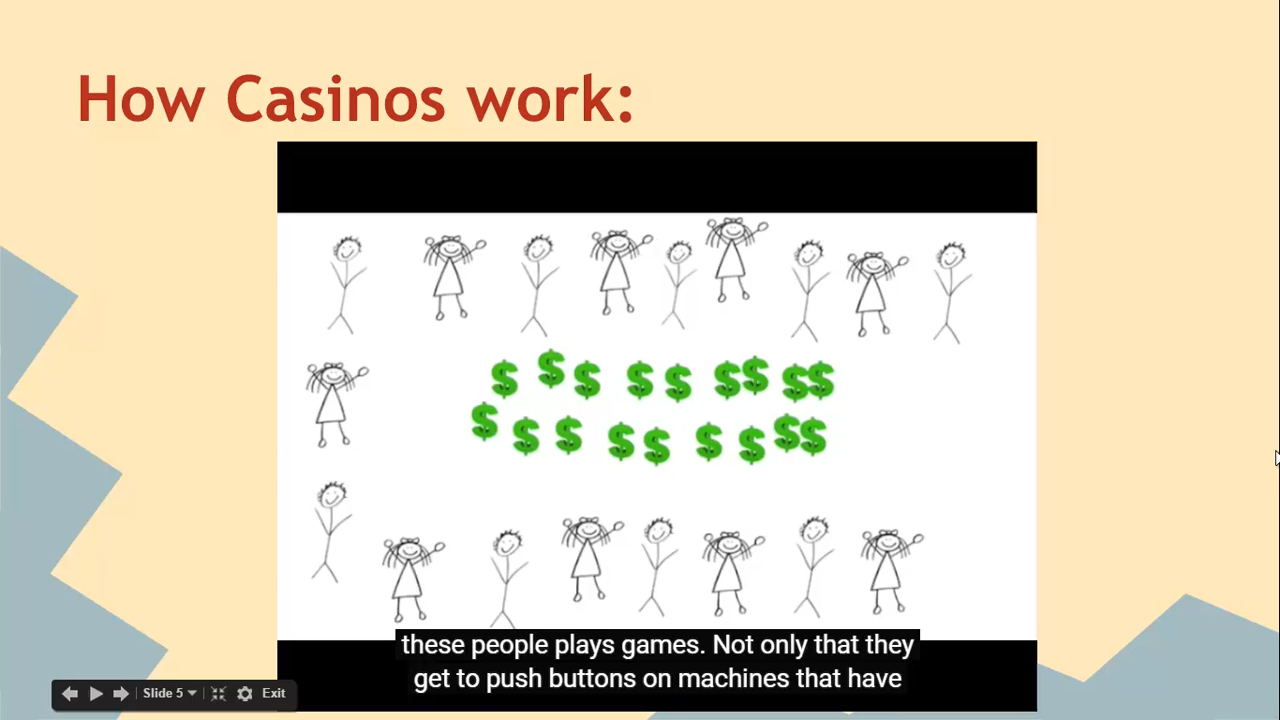 How Casinos work:
$ $ $ $ $ $ $ $ $
$ $ $ $ $ $ $ $ $
these people plays games. Not only that they
get to push buttons on machines that have
Slide 5 Exit